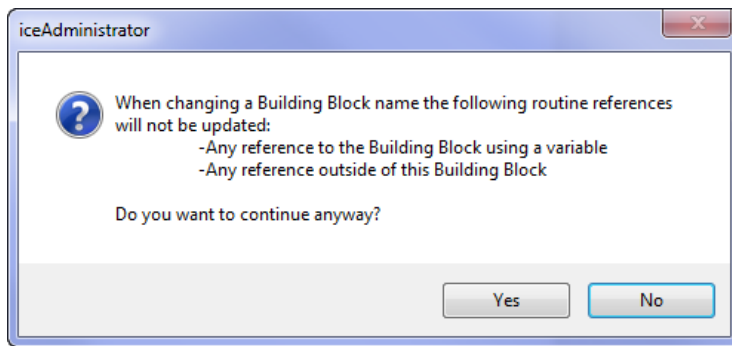 iceAdministrator
When changing a Building Block name the following routine references
will not be updated:
-Any reference to the Building Block using a variable
-Any reference outside of this Building Block
Do you want to continue anyway?
Yes No